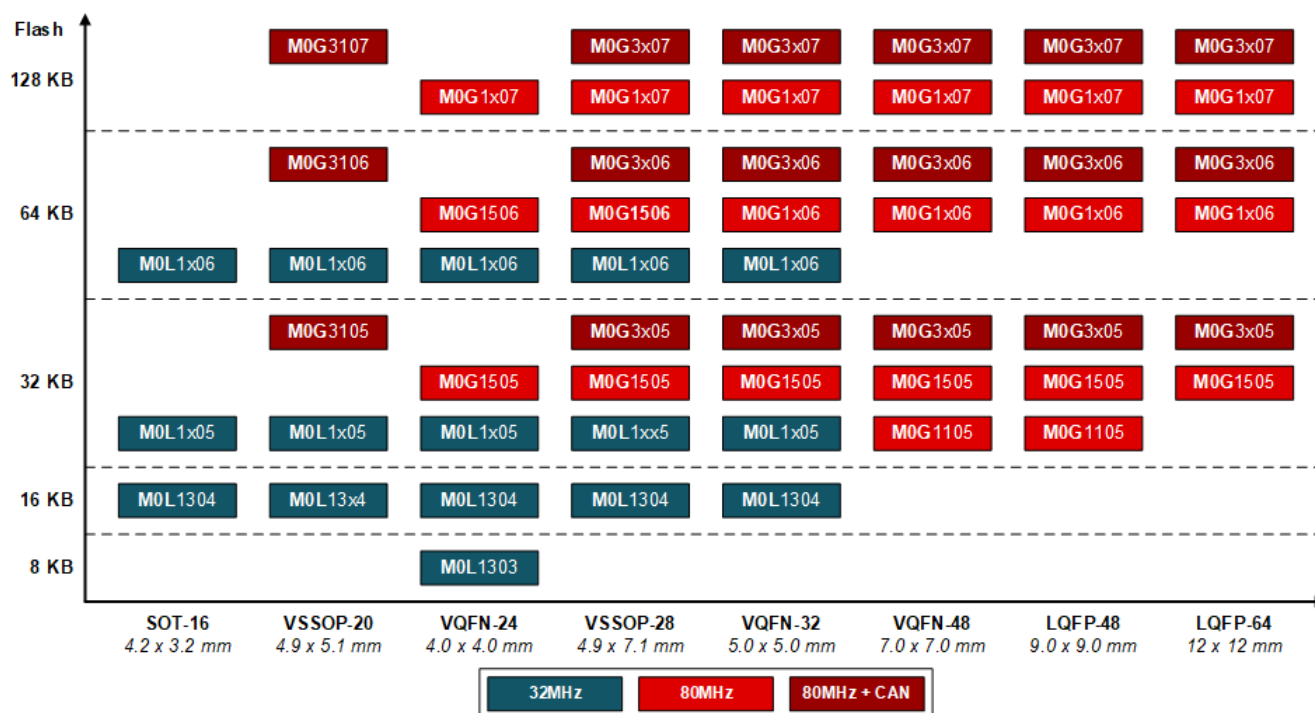 Flash
M0G3107 M0G3x07 M0G3x07 M0G3x07 M0G3x07 M0G3x07
128 KB
M0G1x07 M0G1x07 M0G1x07 M0G1x07 M0G1x07 M0G1x07
M0G3106 M0G3x06 M0G3x06 M0G3x06 M0G3x06 M0G3x06
64 KB M0G1506 M0G1506 M0G1x06 M0G1x06 M0G1x06 M0G1x06
M0L1x06 M0L1x06 M0L1x06 M0L1x06 M0L1x06
M0G3105 M0G3x05 M0G3x05 M0G3x05 M0G3x05 M0G3x05
32 KB M0G1505 M0G1505 M0G1505 M0G1505 M0G1505 M0G1505
M0L1x05 M0L1x05 M0L1x05 M0L1xx5 M0L1x05 M0G1105 M0G1105
16 KB M0L1304 M0L13x4 M0L1304 M0L1304 M0L1304
8 KB M0L1303
SOT-16 VSSOP-20 VQFN-24 VSSOP-28 VQFN-32 VQFN-48 LQFP-48 LQFP-64
4.2 x 3.2 mm 4.9 x 5.1 mm 4.0 x 4.0 mm 4.9 x 7.1 mm 5.0 x 5.0 mm 7.0 x 7.0 mm 9.0 x 9.0 mm 12 x 12 mm
32MHz 80MHz 80MHz + CAN